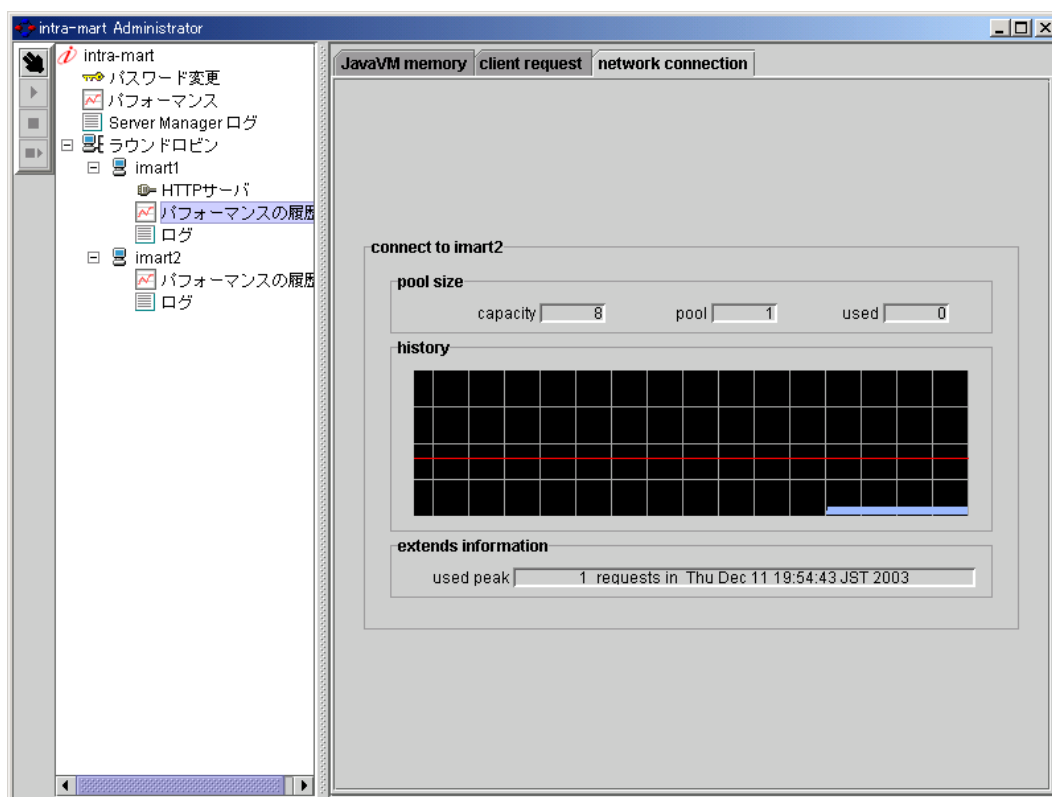 intra-mart Administrator
intra-mart
パスワード変更
パフォーマンス
Server Manager ログ
ラウンドロビン
imart1
HTTPサーバ
パフォーマンスの履歴
ログ
imart2
パフォーマンスの履歴
ログ
JavaVM memory client request network connection
connect to imart2
pool size
capacity 8 pool 1 used 0
history
extends information
used peak 1 requests in Thu Dec 11 19:54:43 JST 2003